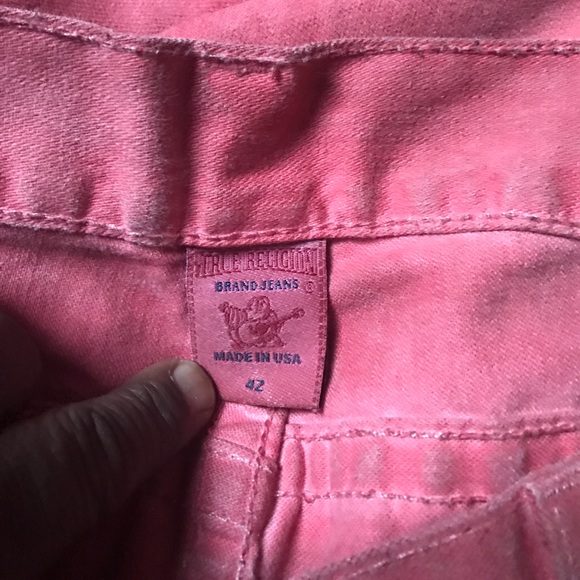 TRUE RELIGION
BRAND JEANS ®
MADE IN USA
42